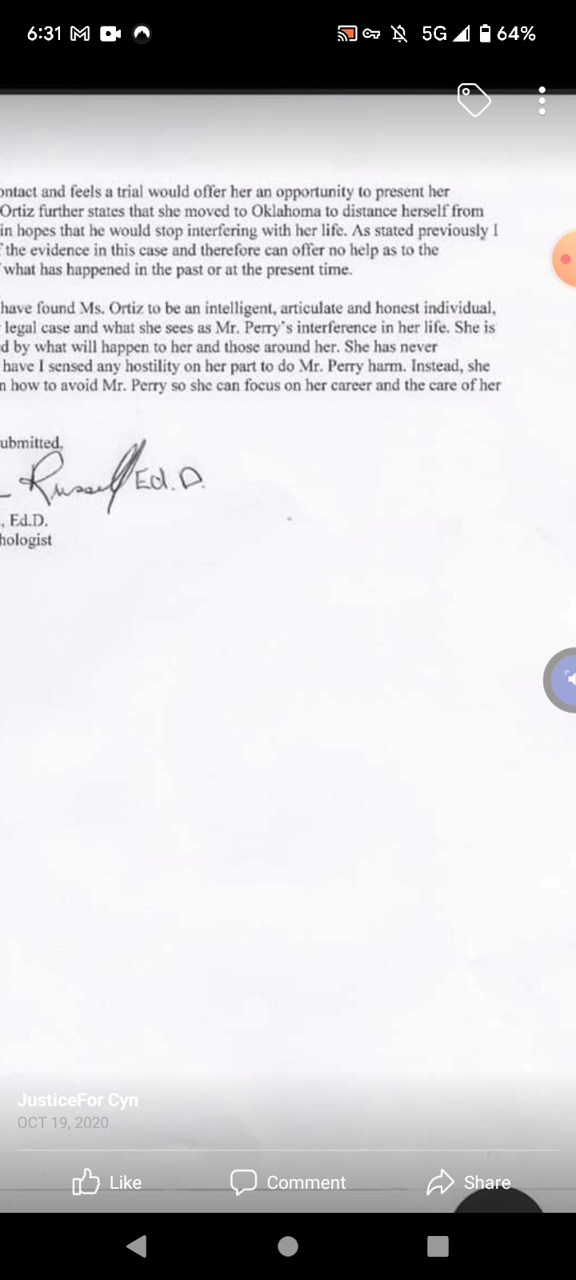 6:31
5G
64%
ontact and feels a trial would offer her an opportunity to present her
Ortiz further states that she moved to Oklahoma to distance herself from
in hopes that he would stop interfering with her life. As stated previously I
the evidence in this case and therefore can offer no help as to the
what has happened in the past or at the present time.
have found Ms. Ortiz to be an intelligent, articulate and honest individual,
legal case and what she sees as Mr. Perry's interference in her life. She is
d by what will happen to her and those around her. She has never
have I sensed any hostility on her part to do Mr. Perry harm. Instead, she
n how to avoid Mr. Perry so she can focus on her career and the care of her
ubmitted,
Russell Ed.D.
, Ed.D.
hologist
JusticeFor Cyn
OCT 19, 2020
Like
Comment
Share